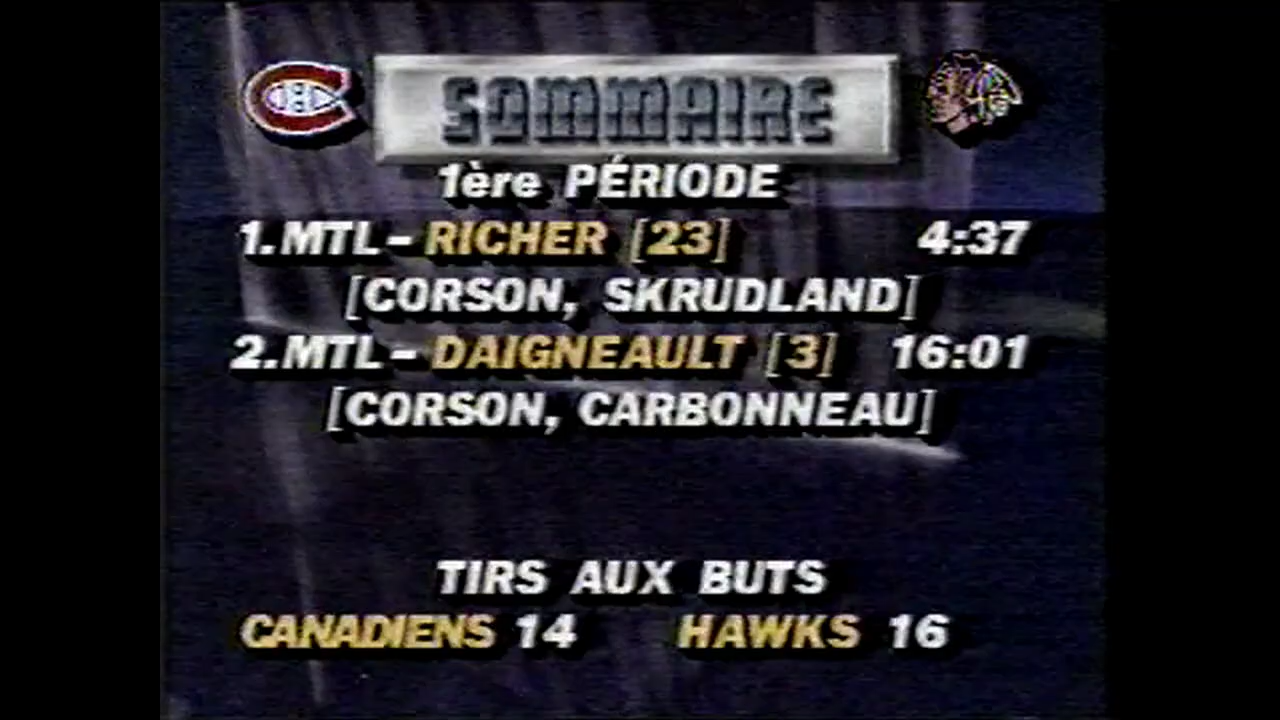 SOMMAIRE
1ère PÉRIODE
1.MTL-RICHER [23] 4:37
[CORSON, SKRUDLAND]
2.MTL-DAIGNEAULT [3] 16:01
[CORSON, CARBONNEAU]
TIRS AUX BUTS
CANADIENS 14 HAWKS 16